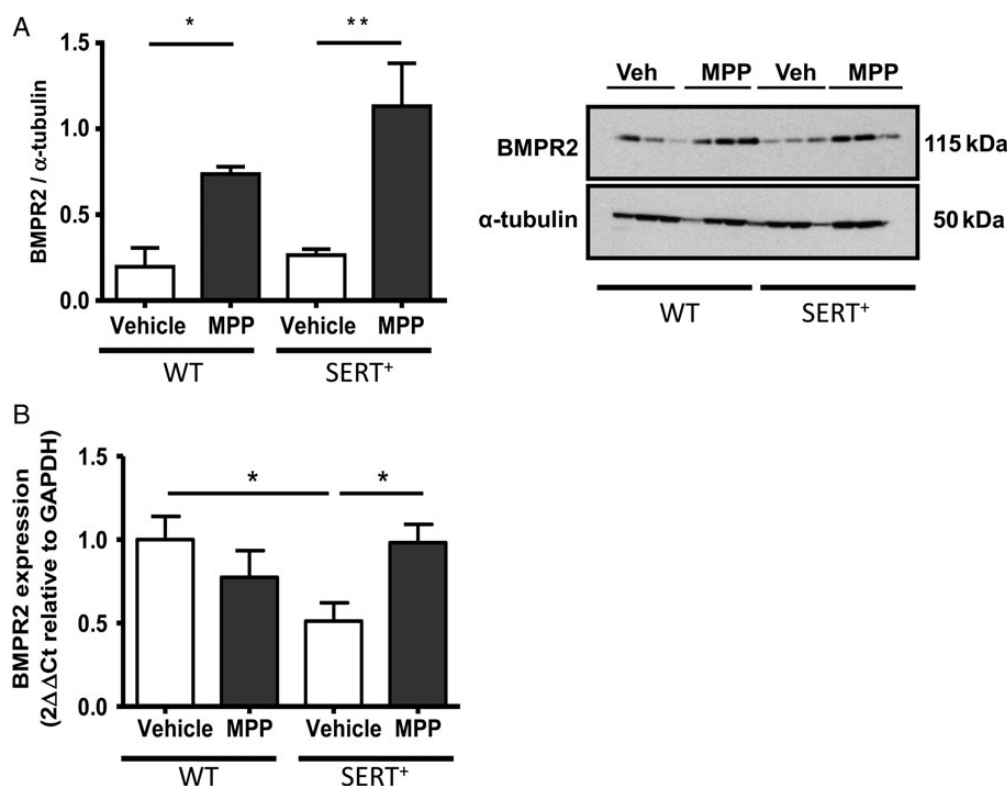 A
* **
BMPR2 / α-tubulin
1.5
1.0
0.5
0.0
Vehicle MPP Vehicle MPP
WT SERT⁺
Veh MPP Veh MPP
BMPR2 115 kDa
α-tubulin 50 kDa
WT SERT⁺
B
BMPR2 expression
(2ΔΔCt relative to GAPDH)
1.5
1.0
0.5
0.0
* *
Vehicle MPP Vehicle MPP
WT SERT⁺